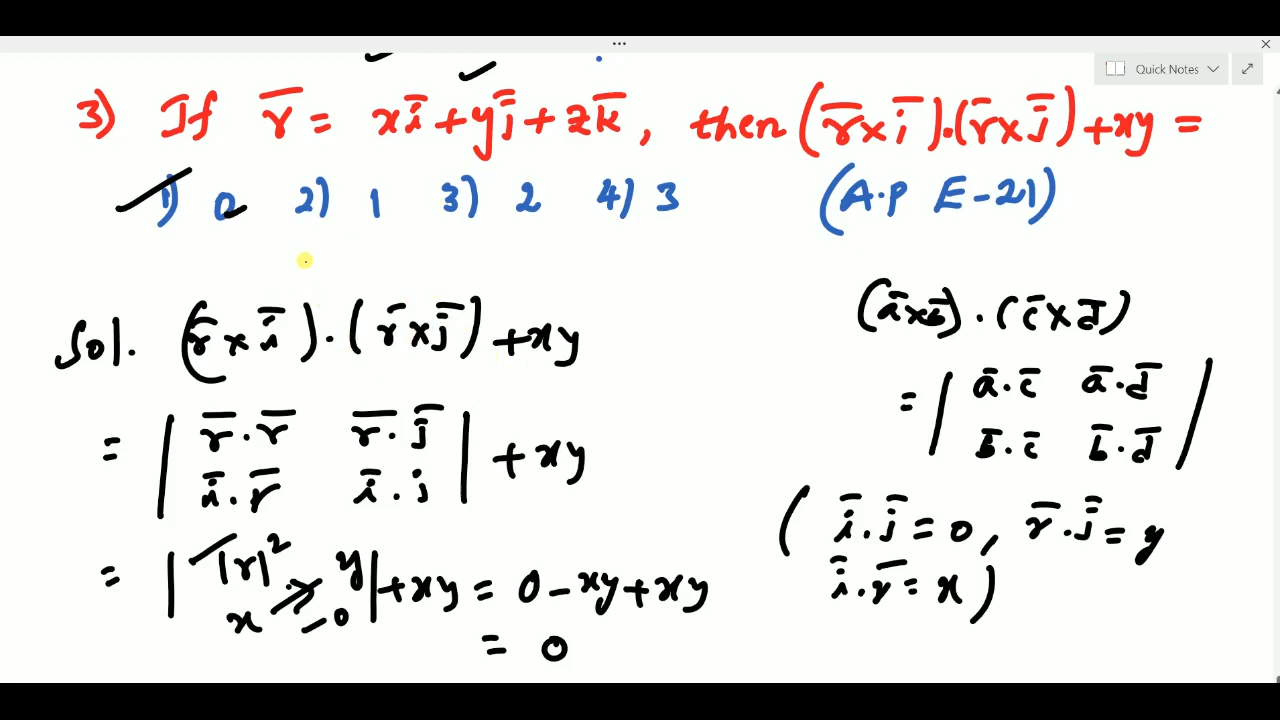 Quick Notes
3) If r̅ = xi̅ + yj̅ + zk̅, then (r̅ × i̅).(r̅ × j̅) + xy =
1) 0 2) 1 3) 2 4) 3 (A.P E-21)
Sol. (r̅ × i̅).(r̅ × j̅) + xy
= | r̅.r̅ r̅.j̅ | + xy
| i̅.r̅ i̅.j |
= | |r|² y | + xy = 0 - xy + xy
| x 0 |
= 0
(a̅×b̅).(c̅×d̅)
= | a̅.c̅ a̅.d̅ |
| b̅.c̅ b̅.d̅ |
( i̅.j̅ = 0, r̅.j̅ = y
i̅.r̅ = x )